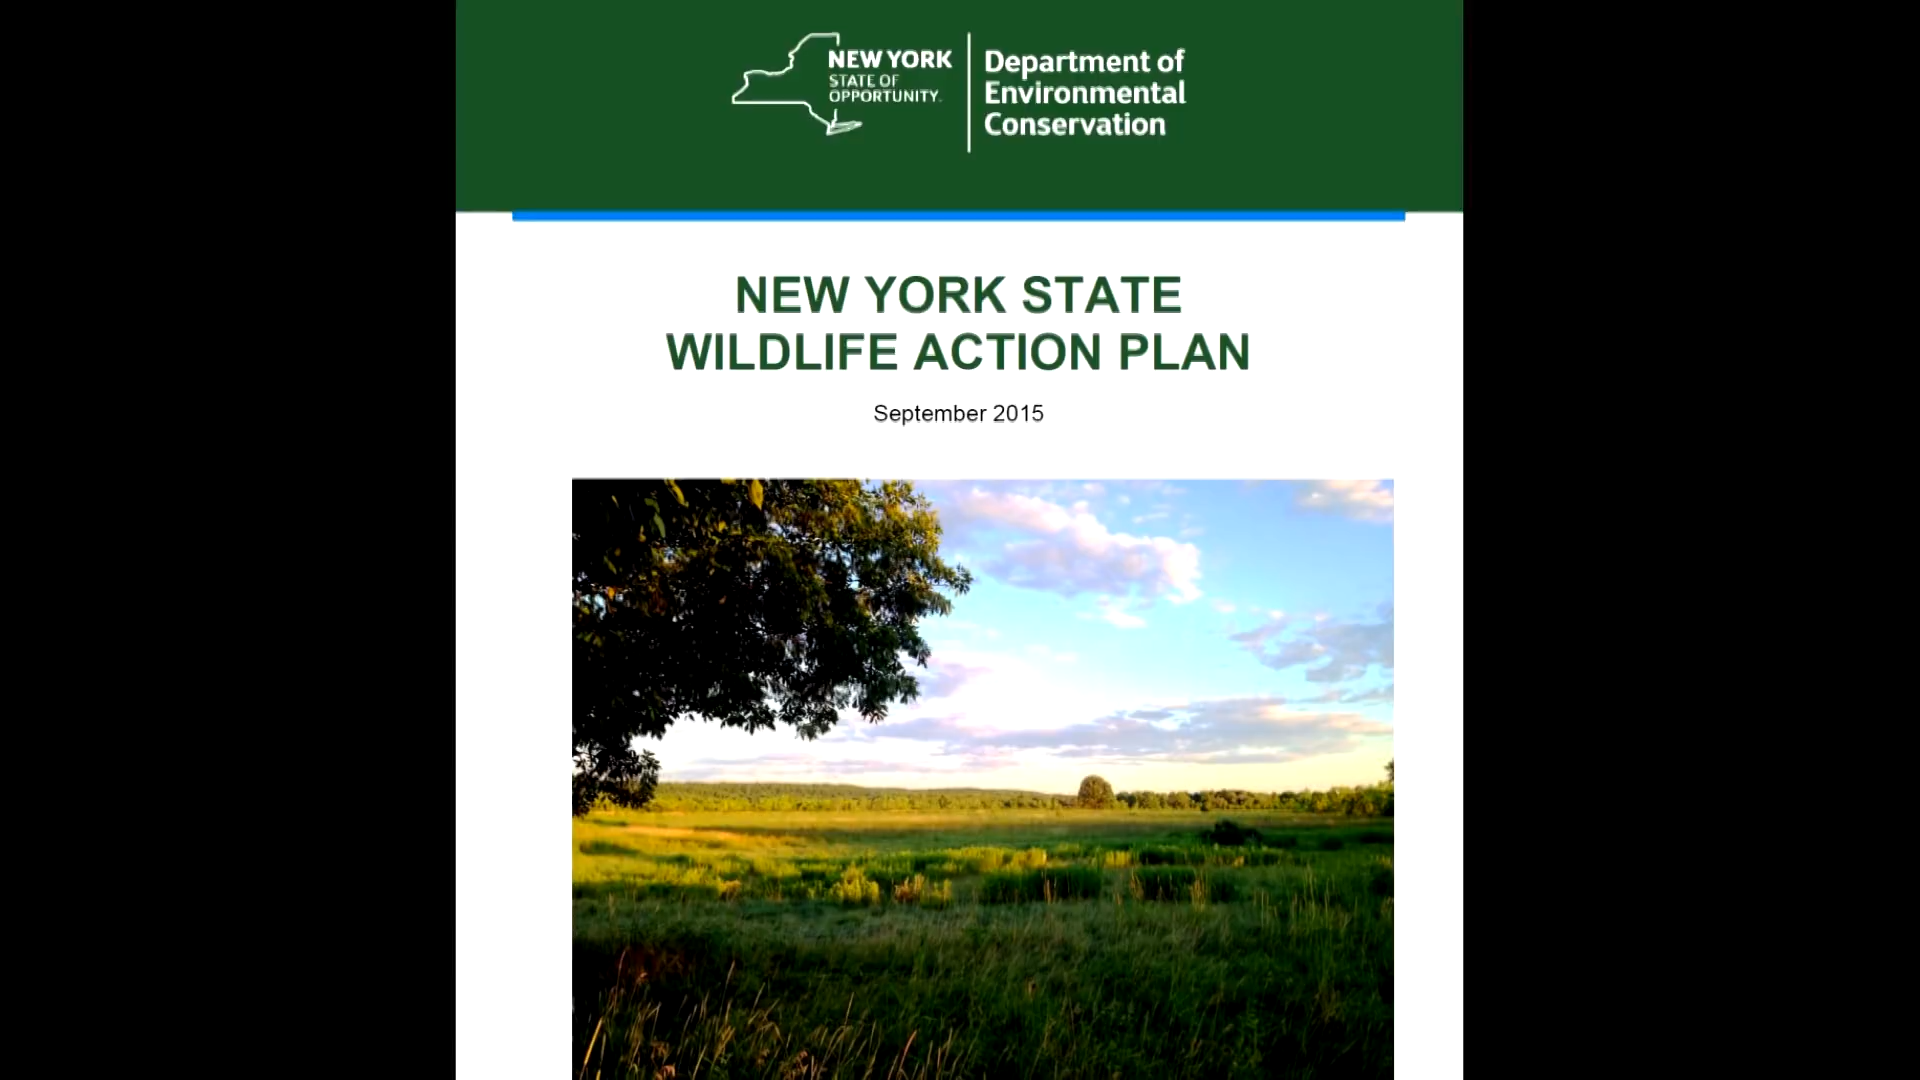 NEW YORK
STATE OF
OPPORTUNITY.
Department of
Environmental
Conservation
NEW YORK STATE
WILDLIFE ACTION PLAN
September 2015